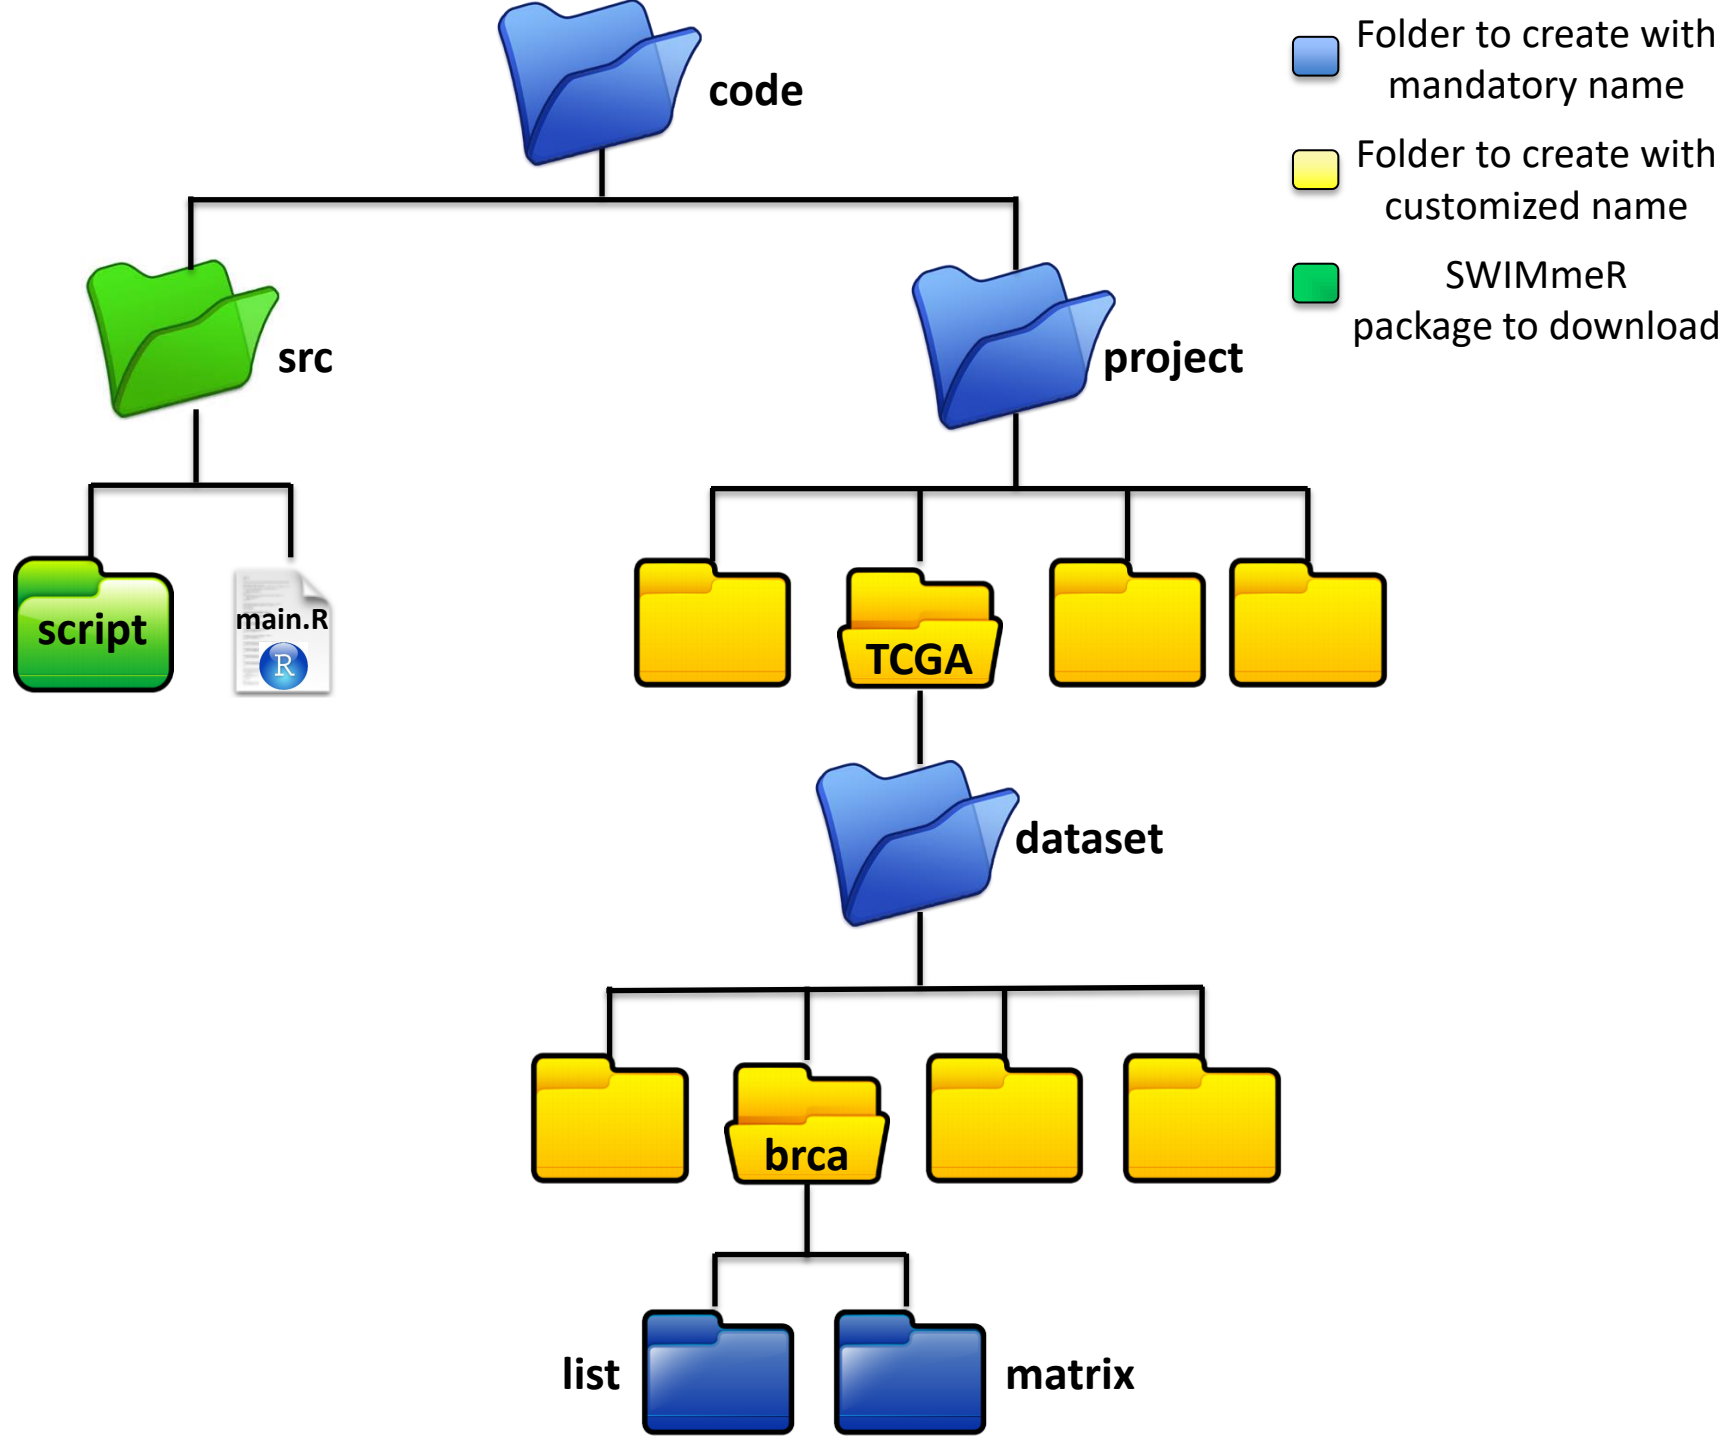 code
Folder to create with
mandatory name
Folder to create with
customized name
SWIMmeR
package to download
src
project
script
main.R
R
TCGA
dataset
brca
list
matrix